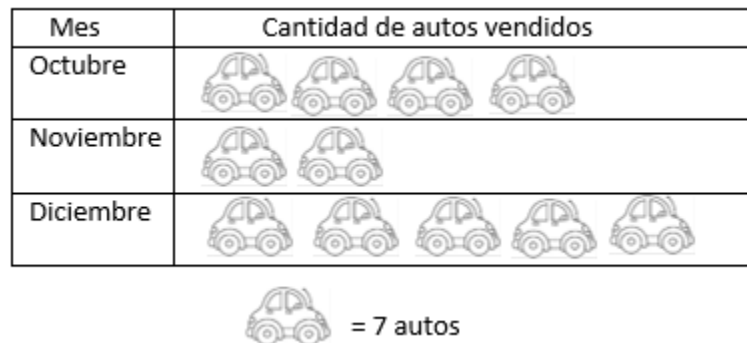 Mes Cantidad de autos vendidos
Octubre
Noviembre
Diciembre
= 7 autos